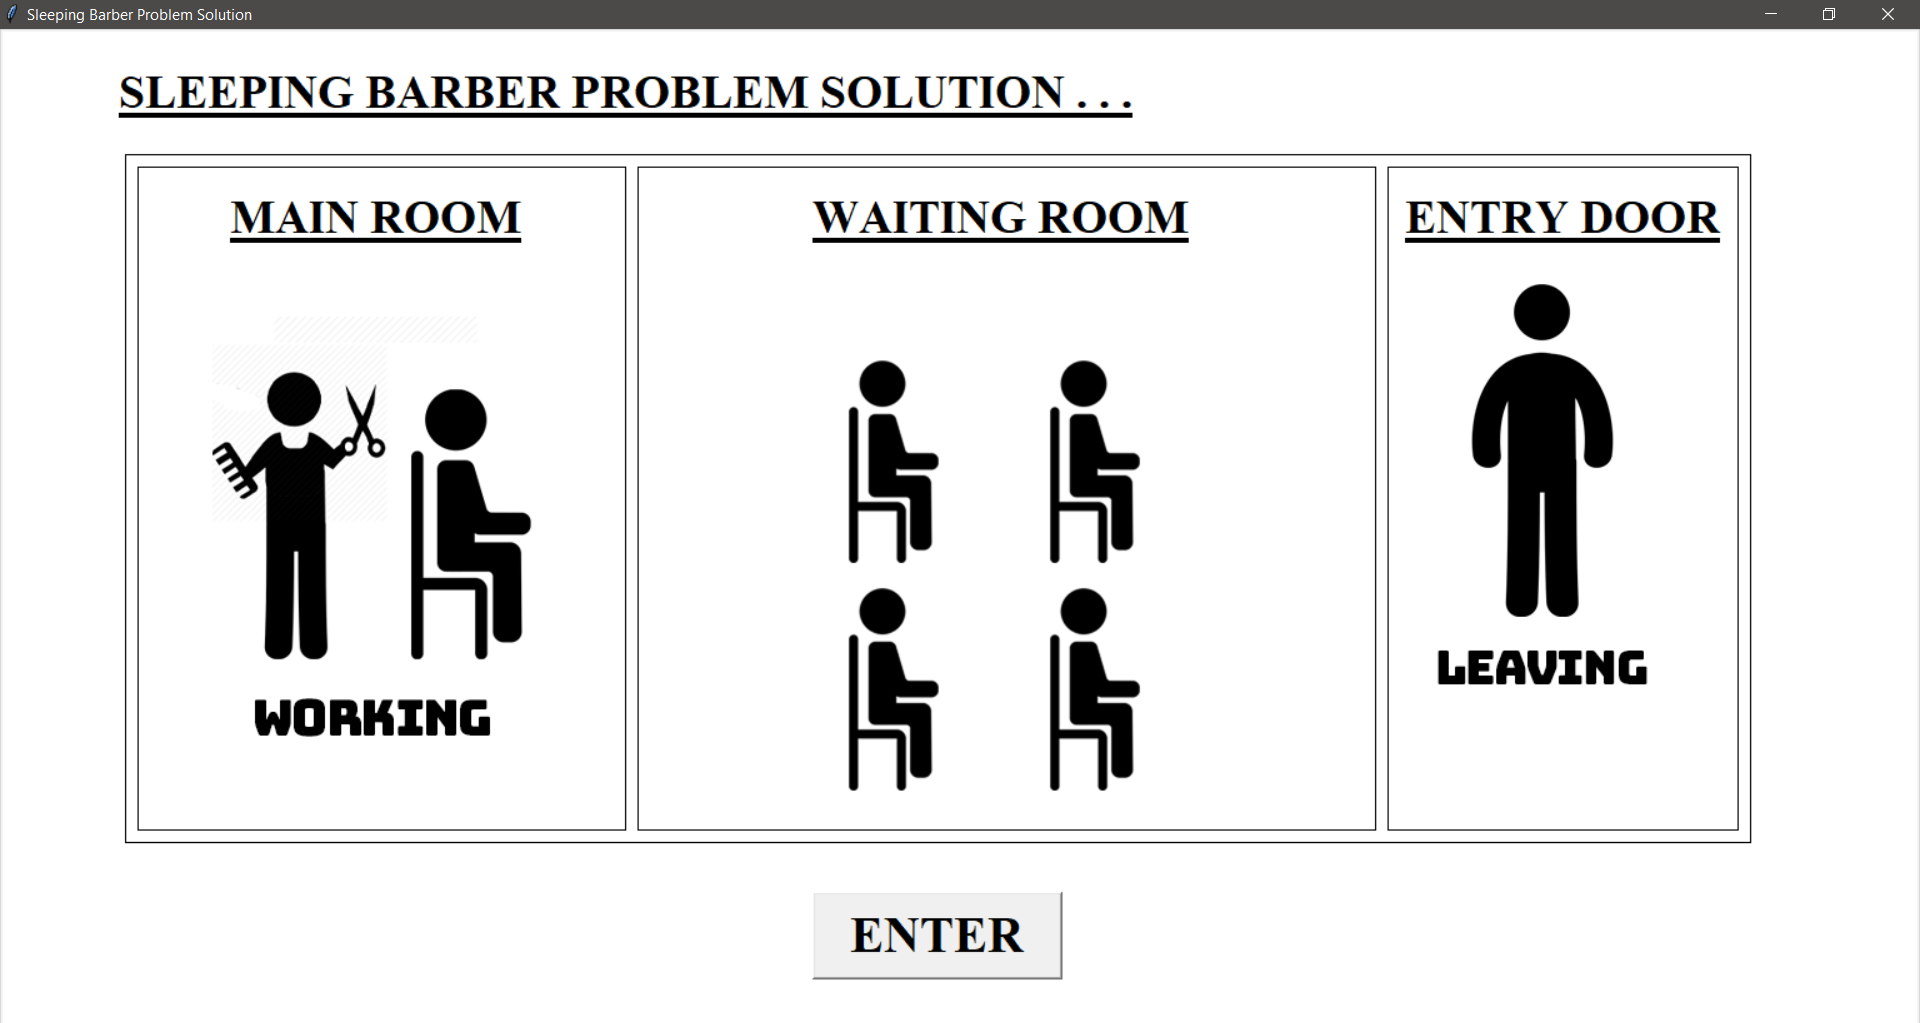 Sleeping Barber Problem Solution
SLEEPING BARBER PROBLEM SOLUTION . . .
MAIN ROOM
WAITING ROOM
ENTRY DOOR
LEAVING
WORKING
ENTER